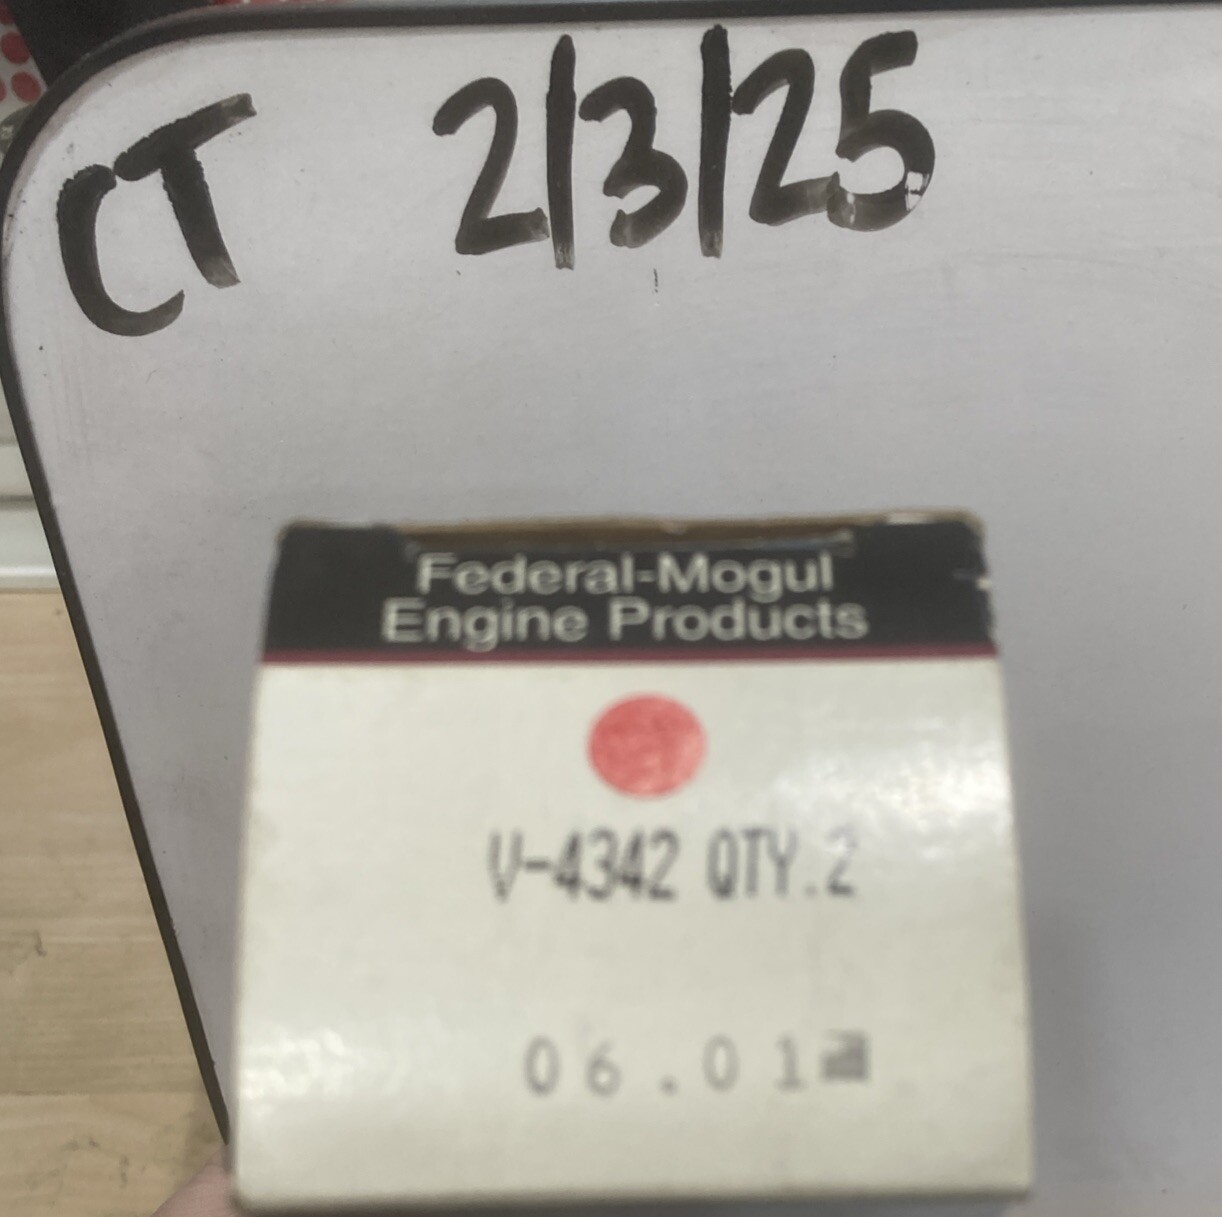 CT 2/3/25
Federal-Mogul
Engine Products
V-4342 QTY.2
06.01